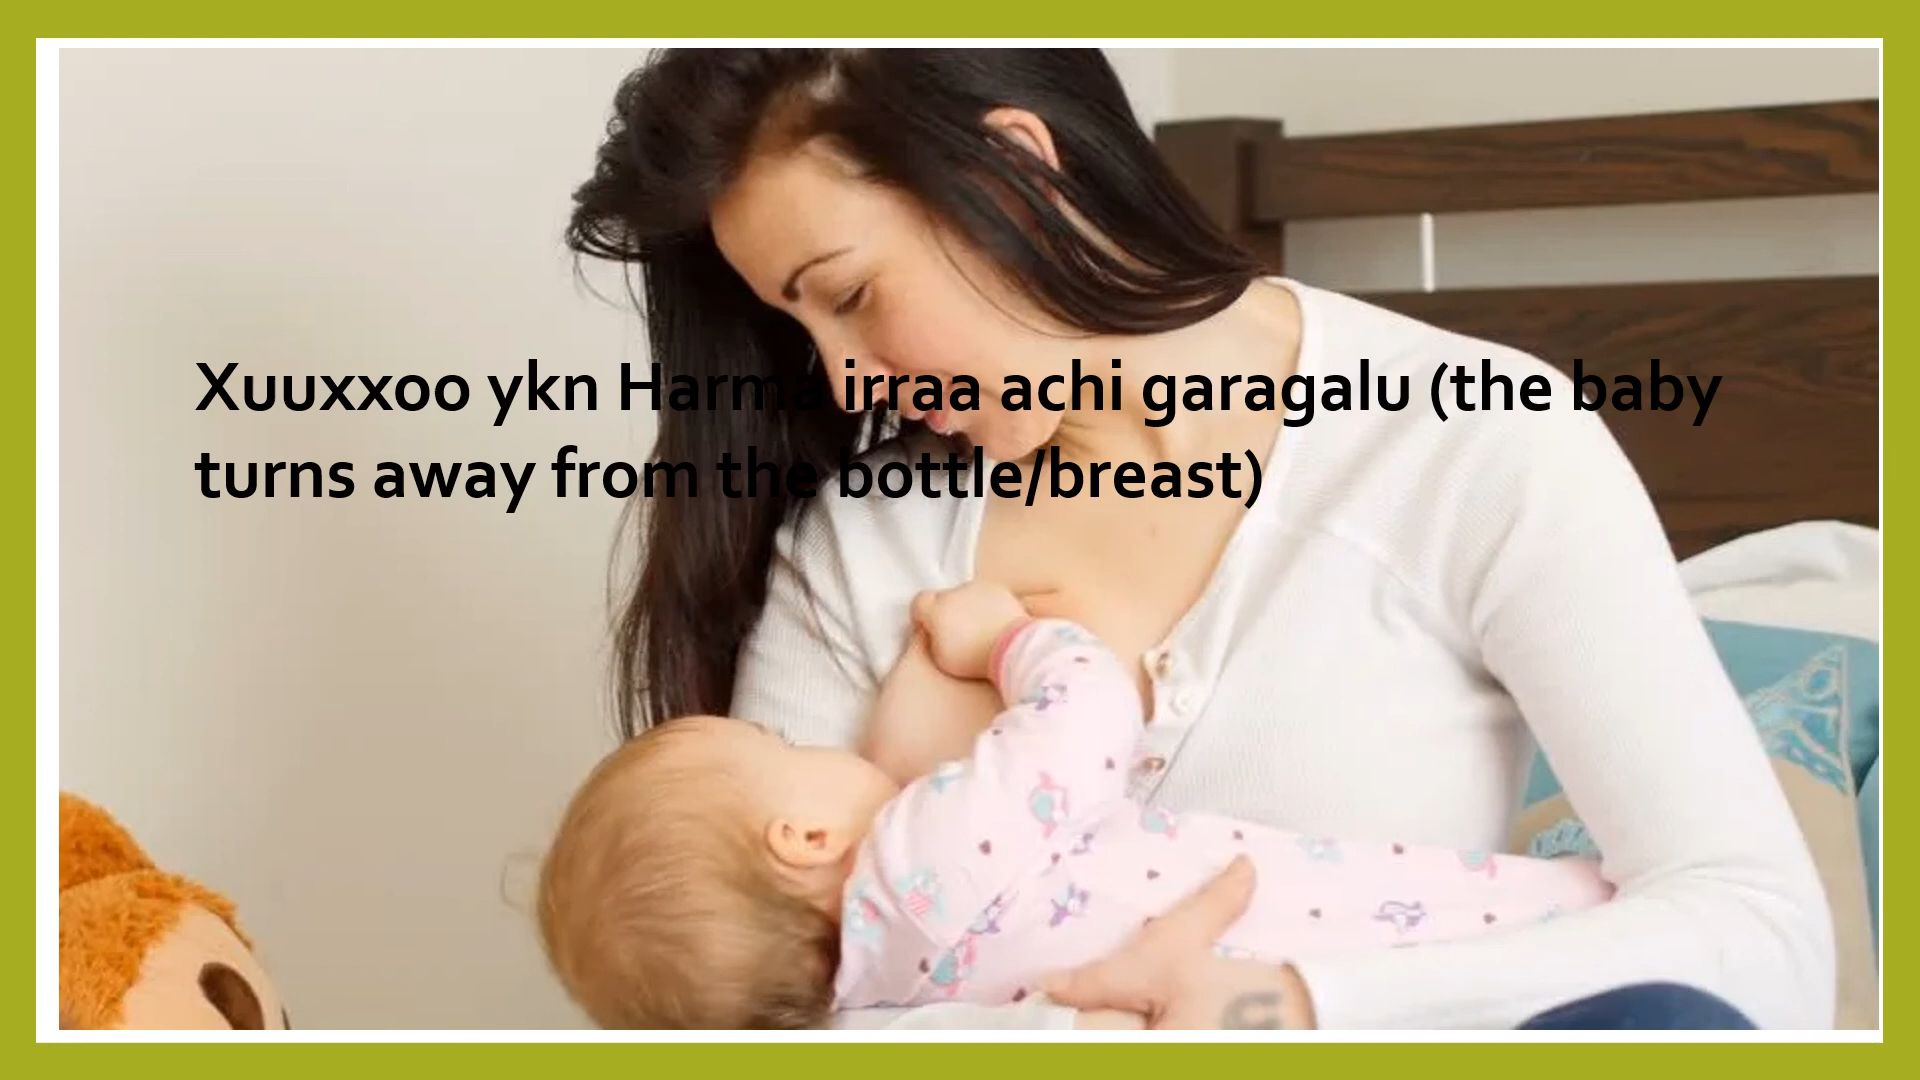 Xuuxxoo ykn Harma irraa achi garagalu (the baby
turns away from the bottle/breast)